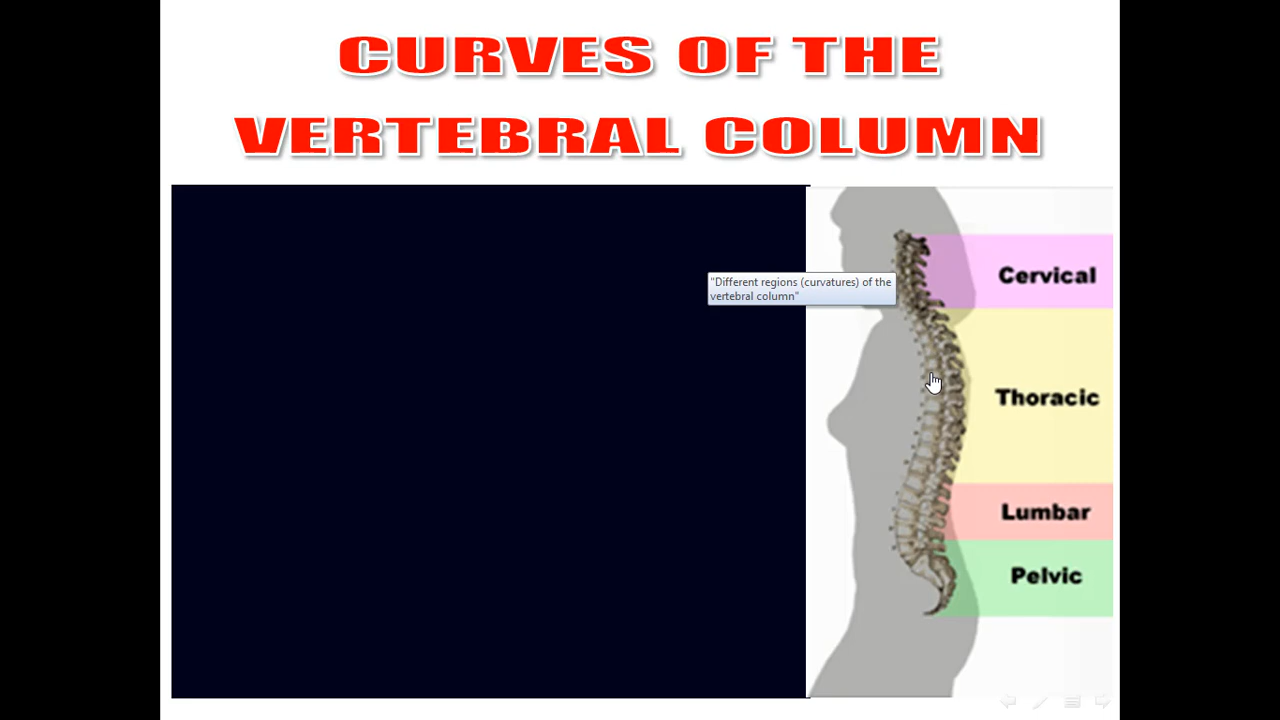 CURVES OF THE
VERTEBRAL COLUMN
"Different regions (curvatures) of the
vertebral column"
Cervical
Thoracic
Lumbar
Pelvic